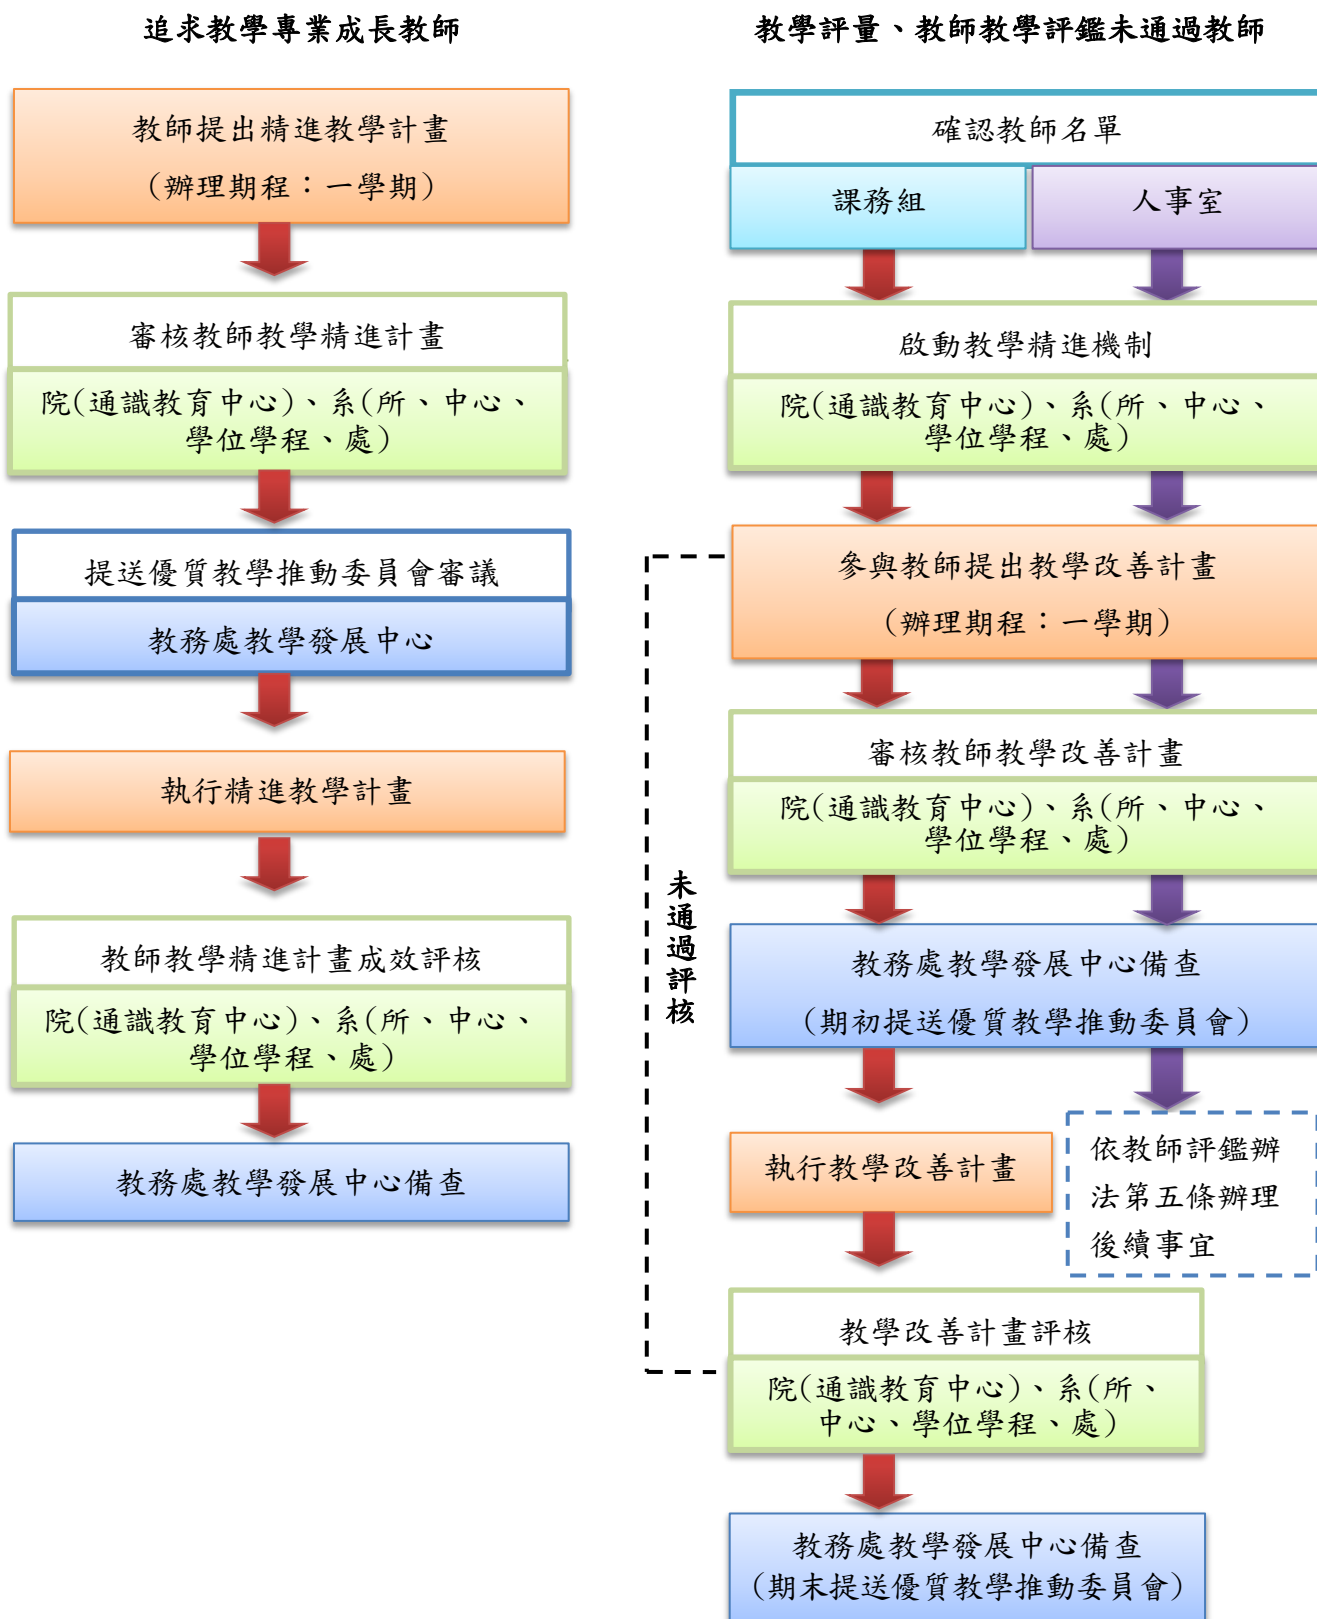 追求教學專業成長教師
教師提出精進教學計畫
（辦理期程：一學期）
審核教師教學精進計畫
院(通識教育中心)、系(所、中心、
學位學程、處)
提送優質教學推動委員會審議
教務處教學發展中心
執行精進教學計畫
教師教學精進計畫成效評核
院(通識教育中心)、系(所、中心、
學位學程、處)
教務處教學發展中心備查
教學評量、教師教學評鑑未通過教師
確認教師名單
課務組
人事室
啟動教學精進機制
院(通識教育中心)、系(所、中心、
學位學程、處)
參與教師提出教學改善計畫
（辦理期程：一學期）
審核教師教學改善計畫
院(通識教育中心)、系(所、中心、
學位學程、處)
未通過評核
教務處教學發展中心備查
（期初提送優質教學推動委員會）
執行教學改善計畫
依教師評鑑辦
法第五條辦理
後續事宜
教學改善計畫評核
院(通識教育中心)、系(所、
中心、學位學程、處)
教務處教學發展中心備查
（期末提送優質教學推動委員會）